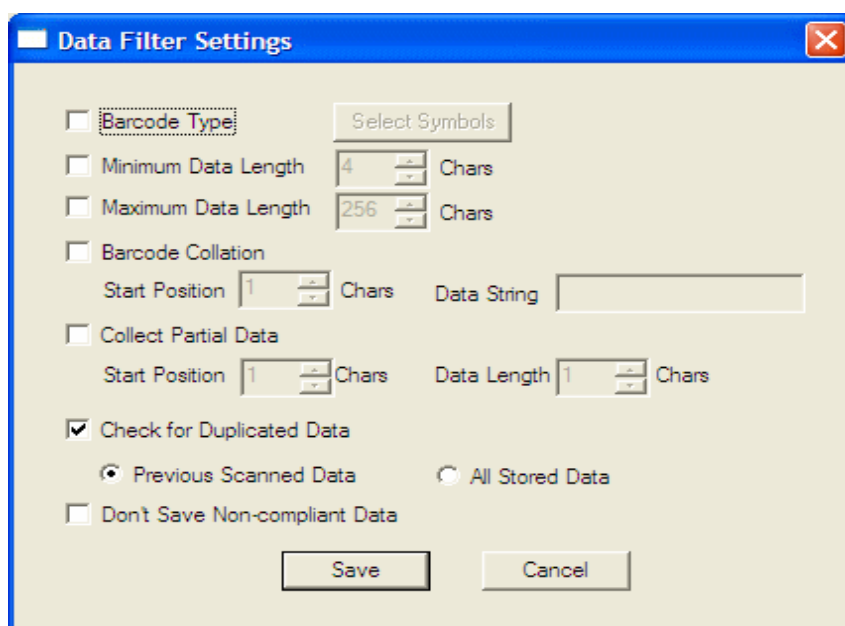 Data Filter Settings
Barcode Type Select Symbols
Minimum Data Length 4 Chars
Maximum Data Length 256 Chars
Barcode Collation
Start Position 1 Chars Data String
Collect Partial Data
Start Position 1 Chars Data Length 1 Chars
Check for Duplicated Data
Previous Scanned Data All Stored Data
Don't Save Non-compliant Data
Save Cancel